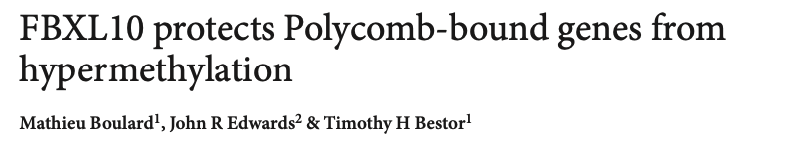 FBXL10 protects Polycomb-bound genes from
hypermethylation
Mathieu Boulard¹, John R Edwards² & Timothy H Bestor¹